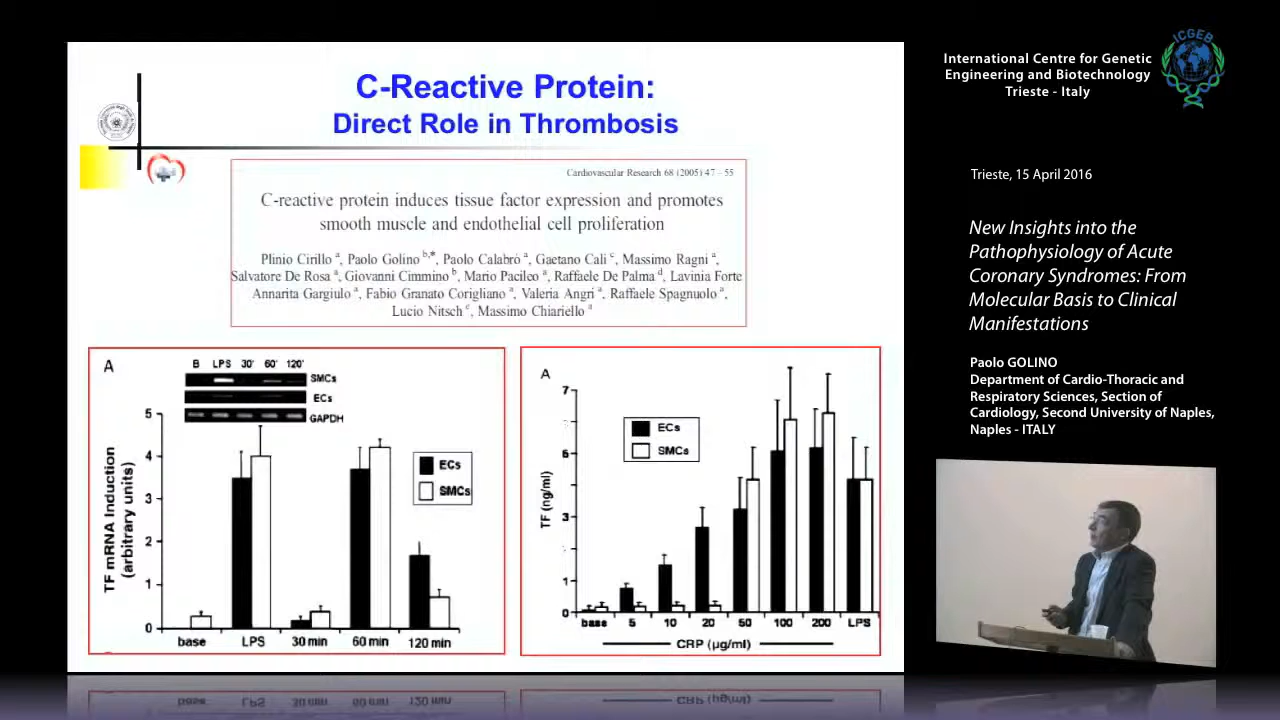 C-Reactive Protein:
Direct Role in Thrombosis
Cardiovascular Research 68 (2005) 47 – 55
C-reactive protein induces tissue factor expression and promotes
smooth muscle and endothelial cell proliferation
Plinio Cirillo a, Paolo Golino b,*, Paolo Calabrò a, Gaetano Calì c, Massimo Ragni a,
Salvatore De Rosa a, Giovanni Cimmino b, Mario Pacileo a, Raffaele De Palma d, Lavinia Forte
Annarita Gargiulo a, Fabio Granato Corigliano a, Valeria Angri a, Raffaele Spagnuolo a,
Lucio Nitsch c, Massimo Chiariello a
A
B LPS 30' 60' 120'
SMCs
ECs
GAPDH
TF mRNA Induction
(arbitrary units)
5
4
3
2
1
0
ECs
SMCs
base LPS 30 min 60 min 120 min
A
TF (ng/ml)
7
3
1
0
ECs
SMCs
base 5 10 20 50 100 200 LPS
CRP (μg/ml)
ICGEB
International Centre for Genetic
Engineering and Biotechnology
Trieste - Italy
Trieste, 15 April 2016
New Insights into the
Pathophysiology of Acute
Coronary Syndromes: From
Molecular Basis to Clinical
Manifestations
Paolo GOLINO
Department of Cardio-Thoracic and
Respiratory Sciences, Section of
Cardiology, Second University of Naples,
Naples - ITALY